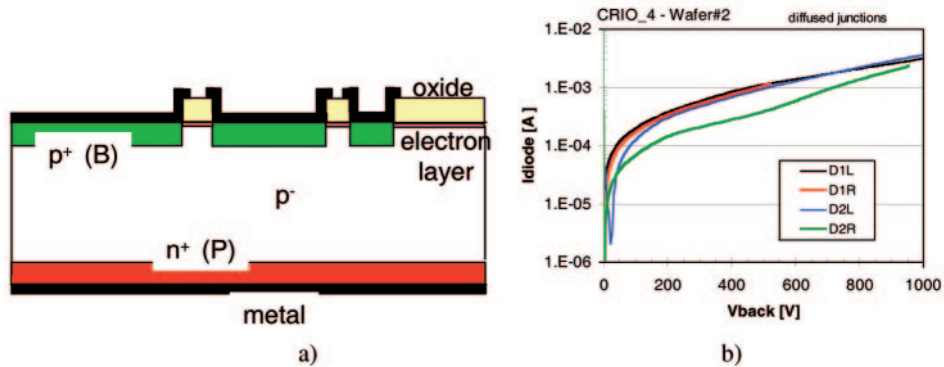 oxide
p⁺ (B)
electron
layer
p⁻
n⁺ (P)
metal
a)
CRIO_4 - Wafer#2
diffused junctions
1.E-02
1.E-03
1.E-04
1.E-05
1.E-06
Idiode [A]
D1L
D1R
D2L
D2R
0 200 400 600 800 1000
Vback [V]
b)